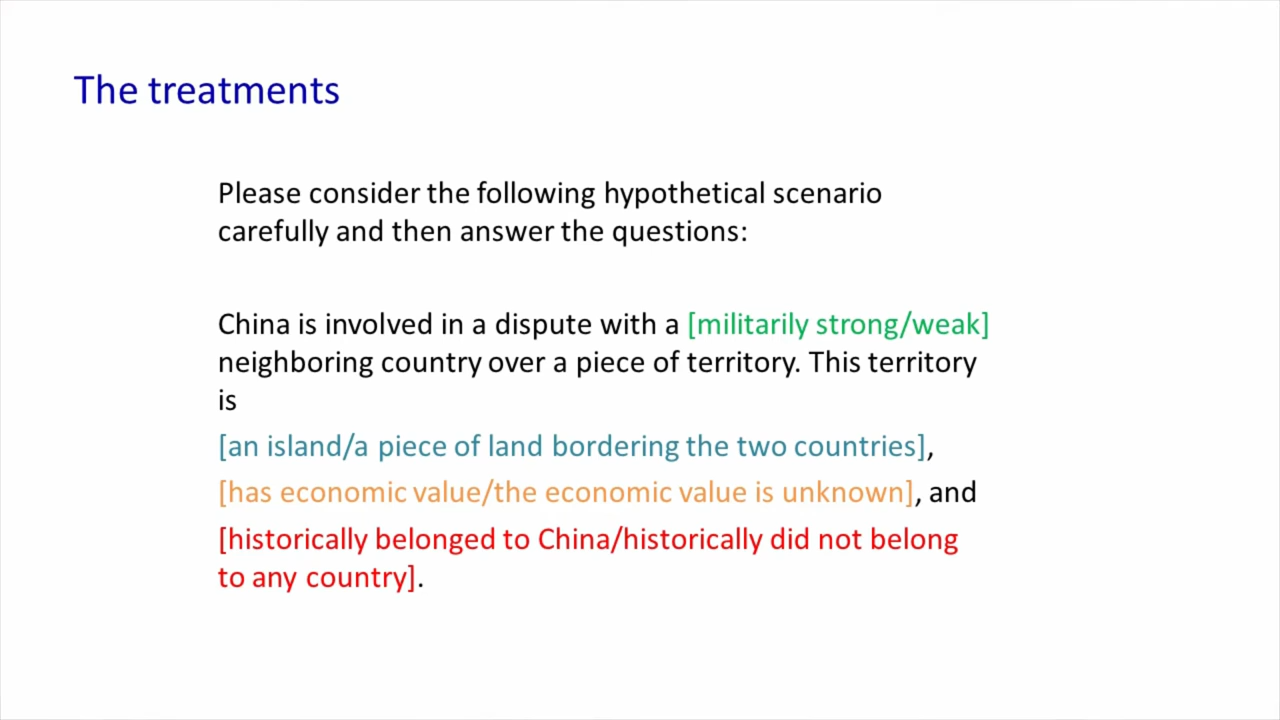 The treatments
Please consider the following hypothetical scenario
carefully and then answer the questions:
China is involved in a dispute with a [militarily strong/weak]
neighboring country over a piece of territory. This territory
is
[an island/a piece of land bordering the two countries],
[has economic value/the economic value is unknown], and
[historically belonged to China/historically did not belong
to any country].